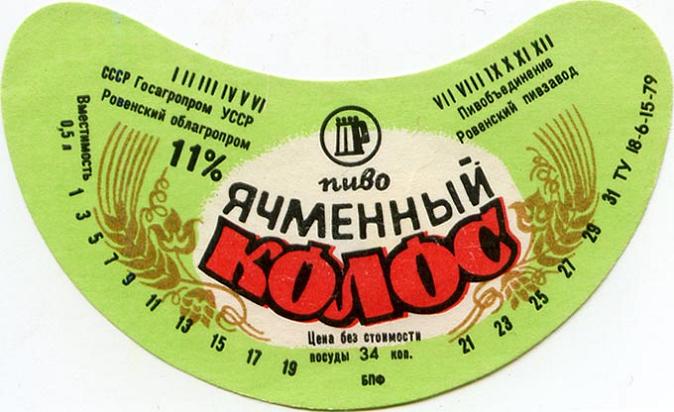 I II III IV V VI
СССР Госагропром УССР
Ровенский облагропром
11%
VII VIII IX X XI XII
Пивобъединение
Ровенский пивзавод
Вместимость
0,5 л
пиво
ЯЧМЕННЫЙ
КОЛОС
Цена без стоимости
посуды 34 коп.
БПФ
1 3 5 7 9 11 13 15 17 19 21 23 25 27 29 31 ТУ 18-6-15-79